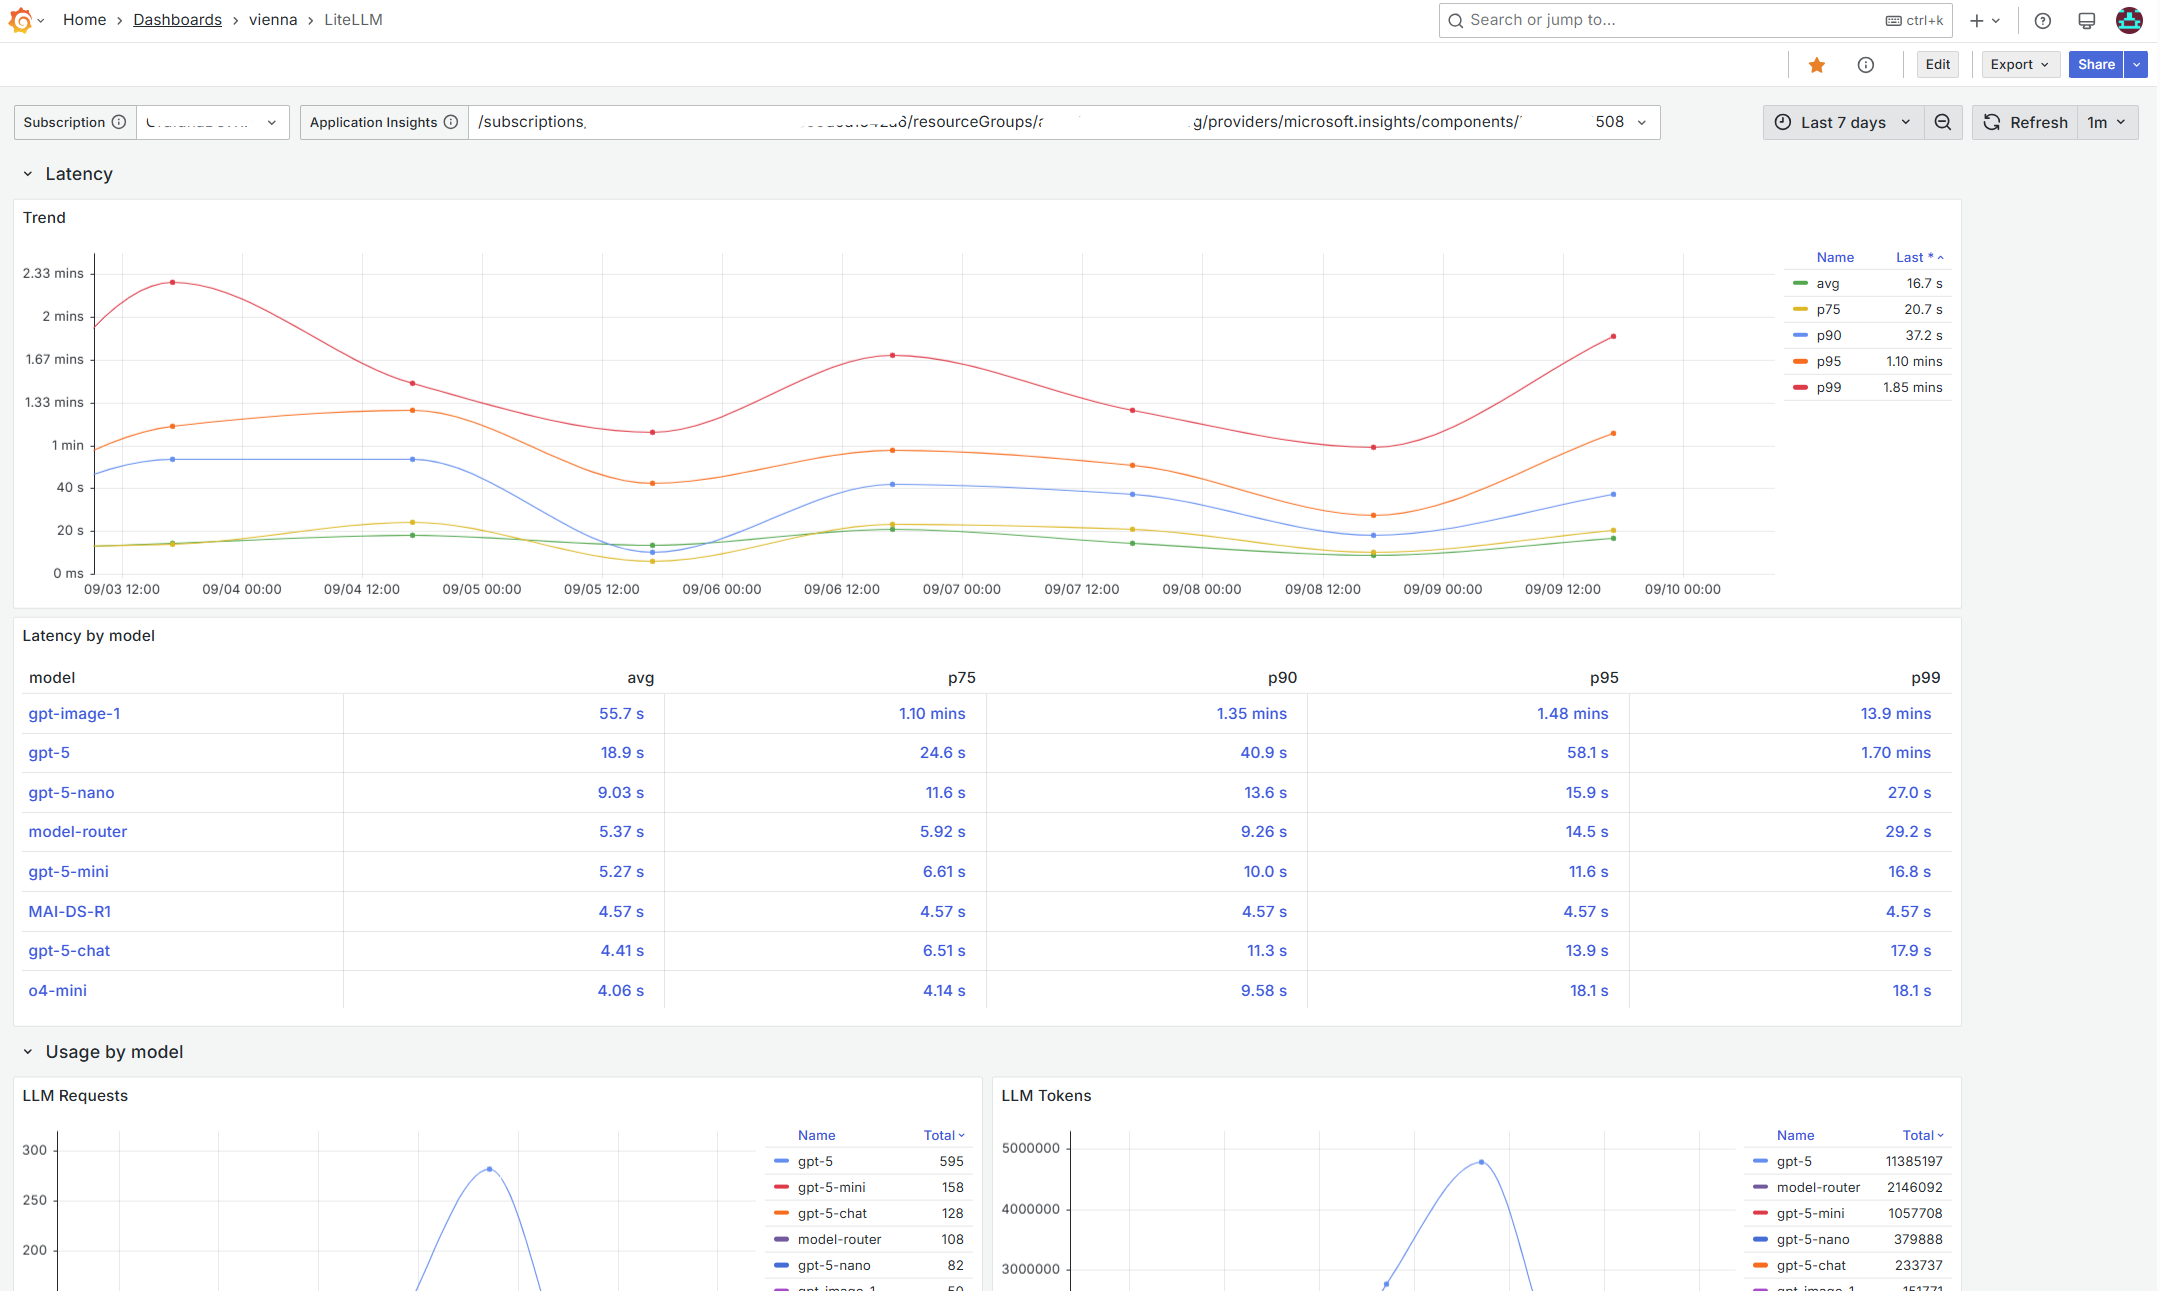 Home › Dashboards › vienna › LiteLLM
Search or jump to... ctrl+k
Edit Export Share
Subscription Application Insights /subscriptions /resourceGroups/ g/providers/microsoft.insights/components/ 508 Last 7 days Refresh 1m
Latency
Trend
Name Last *
2.33 mins
2 mins
1.67 mins
1.33 mins
1 min
40 s
20 s
0 ms
09/03 12:00 09/04 00:00 09/04 12:00 09/05 00:00 09/05 12:00 09/06 00:00 09/06 12:00 09/07 00:00 09/07 12:00 09/08 00:00 09/08 12:00 09/09 00:00 09/09 12:00 09/10 00:00
avg 16.7 s
p75 20.7 s
p90 37.2 s
p95 1.10 mins
p99 1.85 mins
Latency by model
model avg p75 p90 p95 p99
gpt-image-1 55.7 s 1.10 mins 1.35 mins 1.48 mins 13.9 mins
gpt-5 18.9 s 24.6 s 40.9 s 58.1 s 1.70 mins
gpt-5-nano 9.03 s 11.6 s 13.6 s 15.9 s 27.0 s
model-router 5.37 s 5.92 s 9.26 s 14.5 s 29.2 s
gpt-5-mini 5.27 s 6.61 s 10.0 s 11.6 s 16.8 s
MAI-DS-R1 4.57 s 4.57 s 4.57 s 4.57 s 4.57 s
gpt-5-chat 4.41 s 6.51 s 11.3 s 13.9 s 17.9 s
o4-mini 4.06 s 4.14 s 9.58 s 18.1 s 18.1 s
Usage by model
LLM Requests
300
250
200
Name Total
gpt-5 595
gpt-5-mini 158
gpt-5-chat 128
model-router 108
gpt-5-nano 82
gpt-image-1 50
LLM Tokens
5000000
4000000
3000000
Name Total
gpt-5 11385197
model-router 2146092
gpt-5-mini 1057708
gpt-5-nano 379888
gpt-5-chat 233737
gpt-image-1 151771